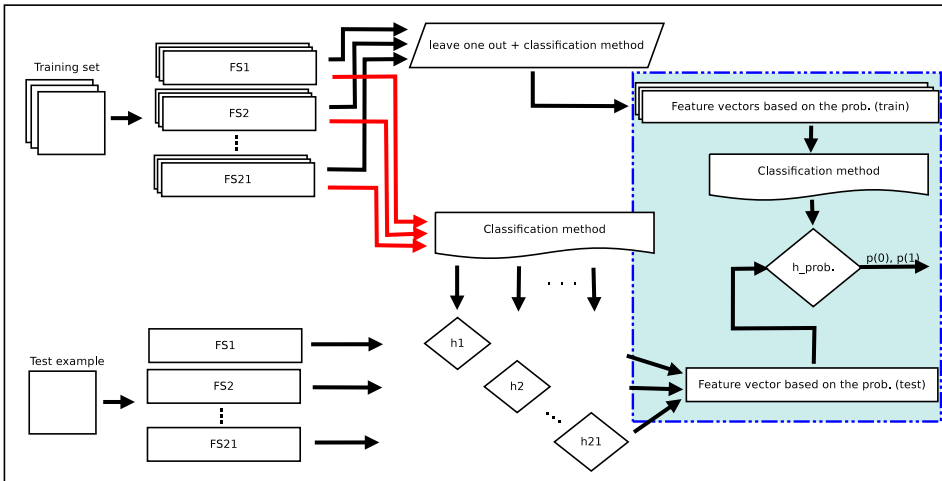 Training set
FS1
FS2
FS21
leave one out + classification method
Feature vectors based on the prob. (train)
Classification method
h_prob.
p(0), p(1)
Classification method
h1
h2
h21
Test example
FS1
FS2
FS21
Feature vector based on the prob. (test)